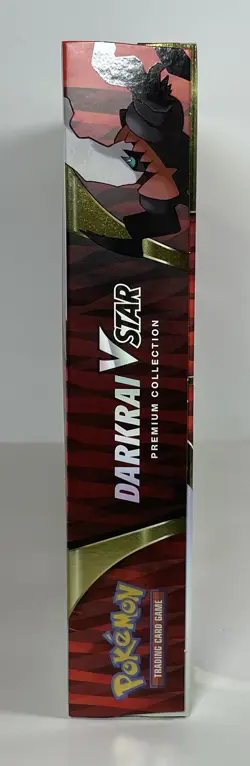 DARKRAI VSTAR
PREMIUM COLLECTION
POKéMON
TRADING CARD GAME